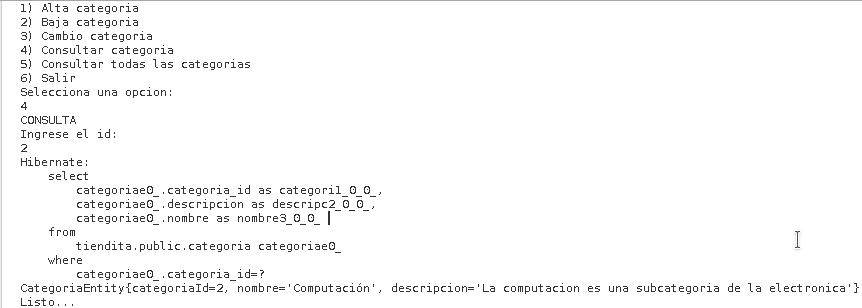 1) Alta categoria
2) Baja categoria
3) Cambio categoria
4) Consultar categoria
5) Consultar todas las categorias
6) Salir
Selecciona una opcion:
4
CONSULTA
Ingrese el id:
2
Hibernate:
    select
        categoriae0_.categoria_id as categori1_0_0_,
        categoriae0_.descripcion as descripc2_0_0_,
        categoriae0_.nombre as nombre3_0_0_
    from
        tiendita.public.categoria categoriae0_
    where
        categoriae0_.categoria_id=?
CategoriaEntity{categoriaId=2, nombre='Computación', descripcion='La computacion es una subcategoria de la electronica'}
Listo...